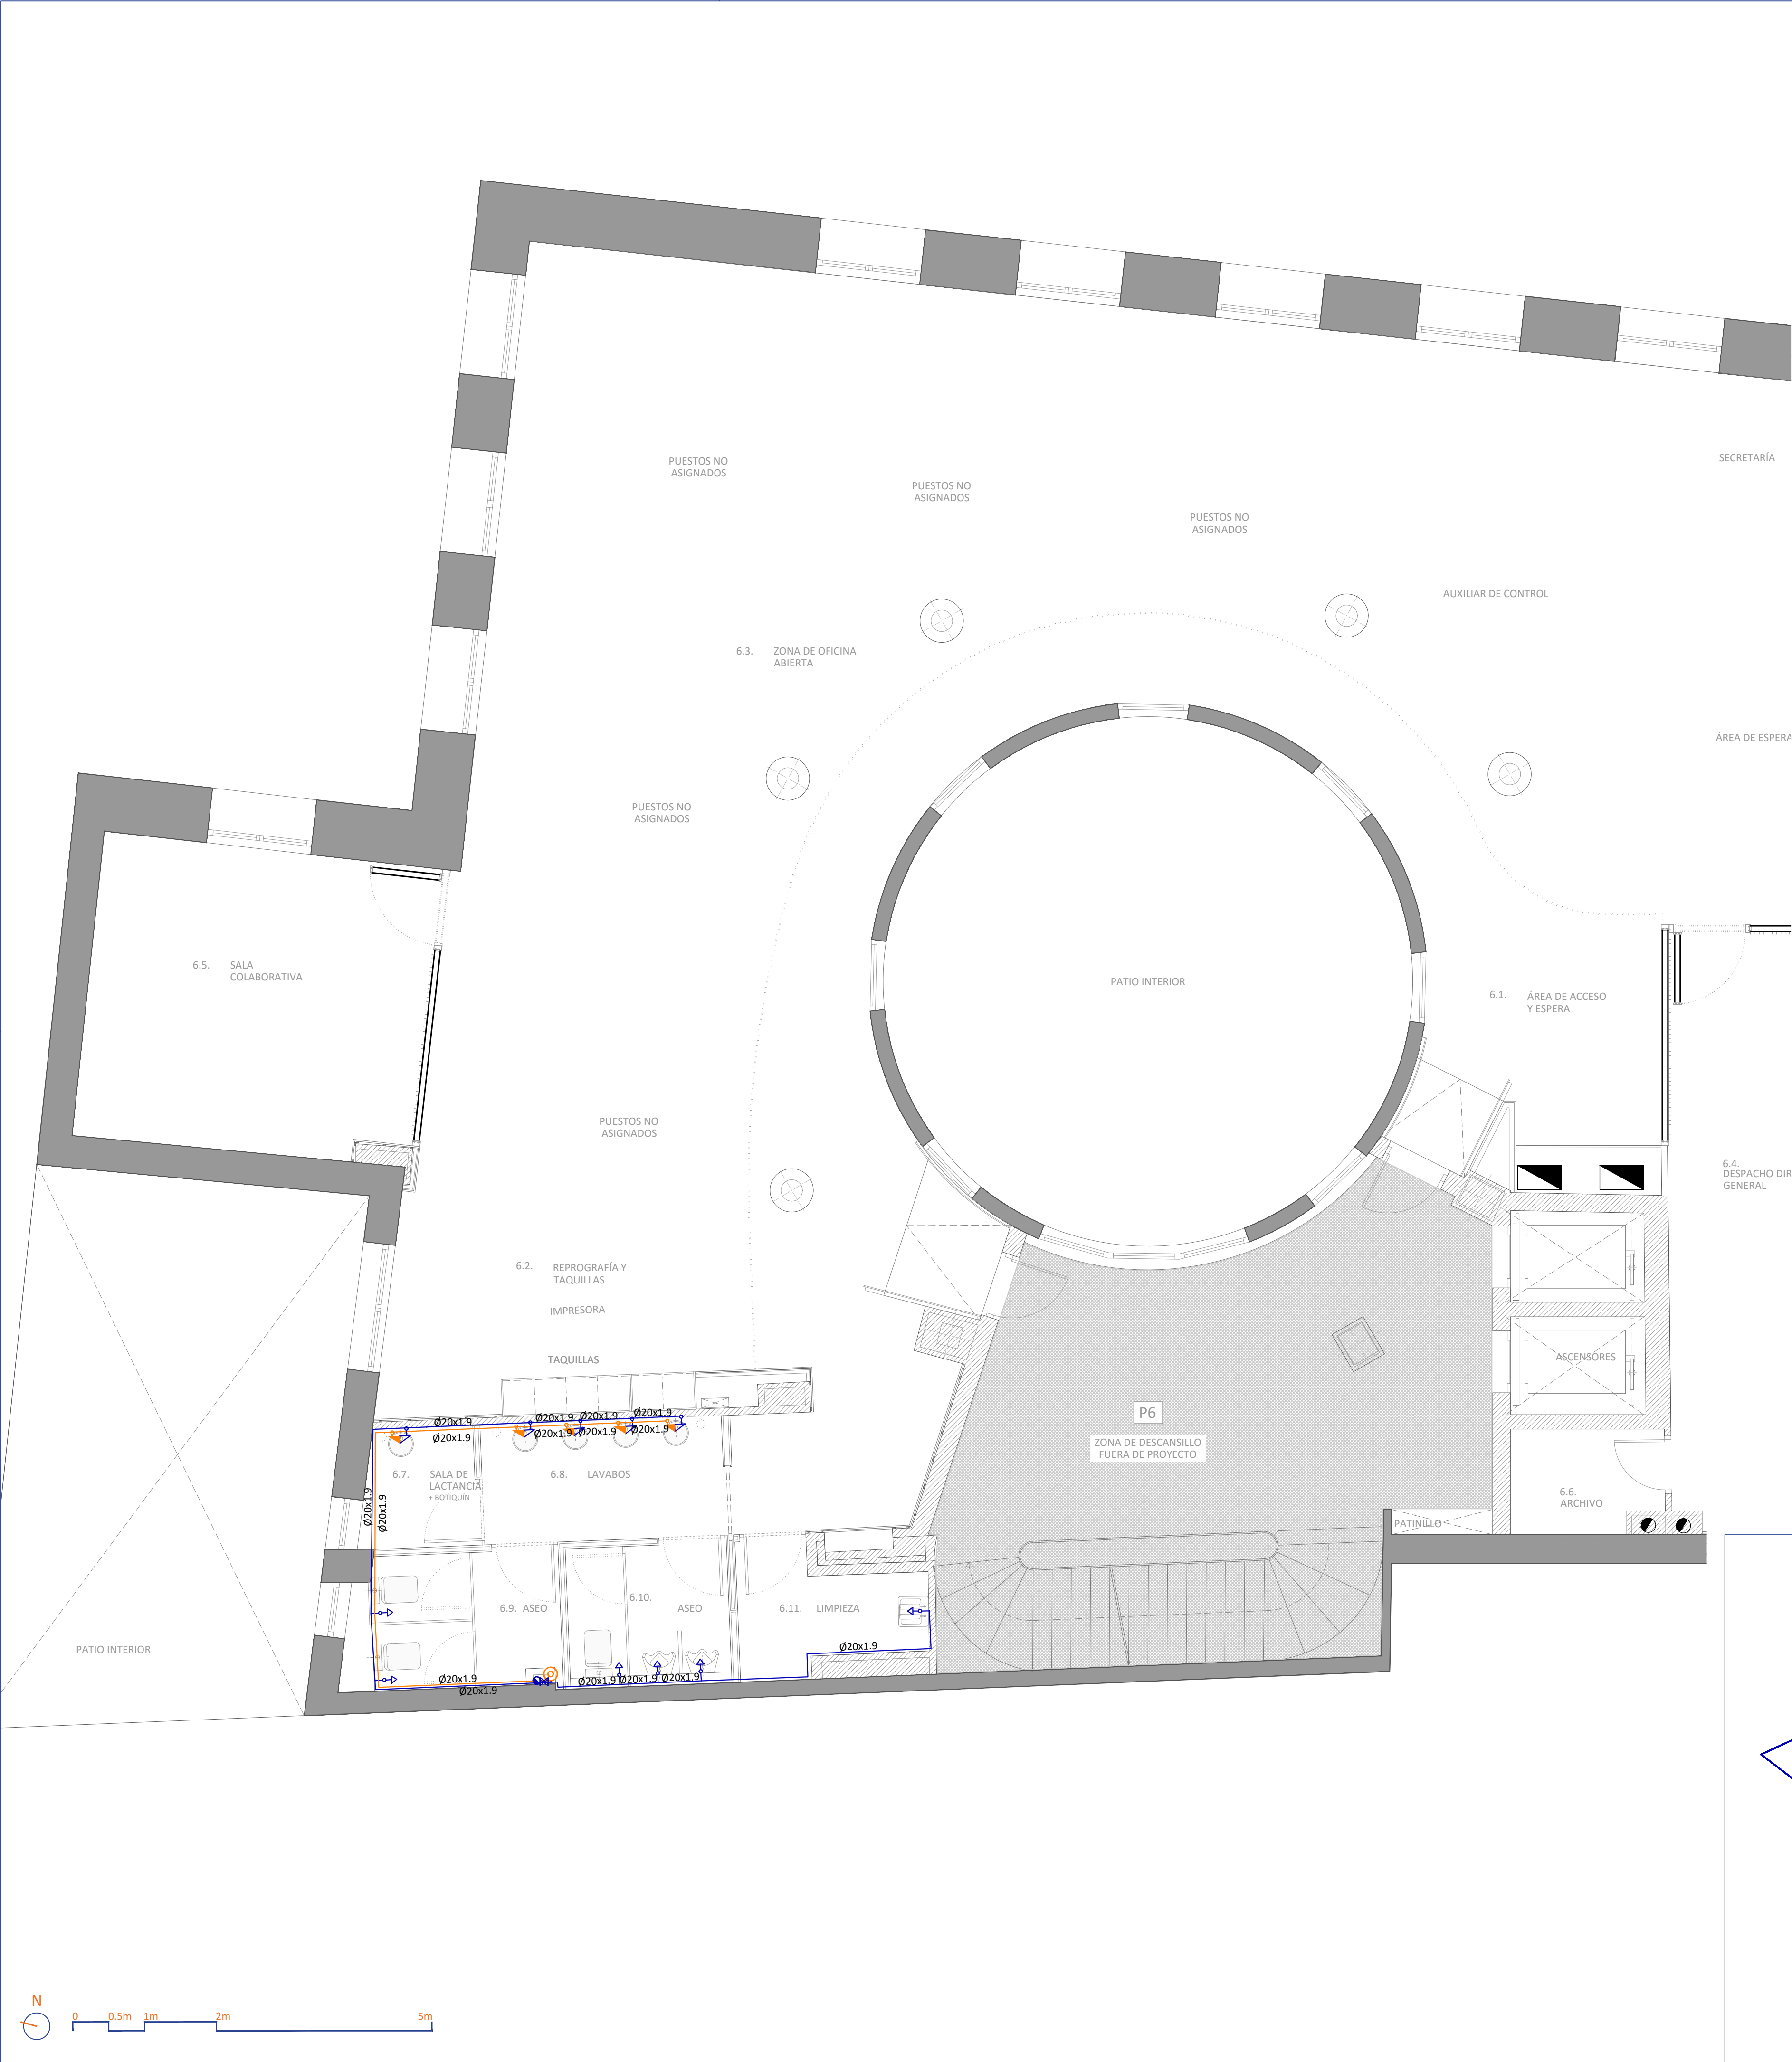 PUESTOS NO
ASIGNADOS
SECRETARÍA
PUESTOS NO
ASIGNADOS
PUESTOS NO
ASIGNADOS
AUXILIAR DE CONTROL
6.3. ZONA DE OFICINA
ABIERTA
ÁREA DE ESPERA
PUESTOS NO
ASIGNADOS
6.5. SALA
COLABORATIVA
PATIO INTERIOR
6.1. ÁREA DE ACCESO
Y ESPERA
PUESTOS NO
ASIGNADOS
6.4.
DESPACHO DIR
GENERAL
6.2. REPROGRAFÍA Y
TAQUILLAS
IMPRESORA
TAQUILLAS
ASCENSORES
P6
ZONA DE DESCANSILLO
FUERA DE PROYECTO
Ø20x1.9
Ø20x1.9
Ø20x1.9
Ø20x1.9
Ø20x1.9
Ø20x1.9
Ø20x1.9
Ø20x1.9
6.7. SALA DE
LACTANCIA
+ BOTIQUÍN
6.8. LAVABOS
Ø20x1.9
Ø20x1.9
6.6.
ARCHIVO
PATINILLO
6.9. ASEO
6.10.
ASEO
6.11. LIMPIEZA
PATIO INTERIOR
Ø20x1.9
Ø20x1.9
Ø20x1.9
Ø20x1.9
Ø20x1.9
Ø20x1.9
N
0 0.5m 1m 2m 5m